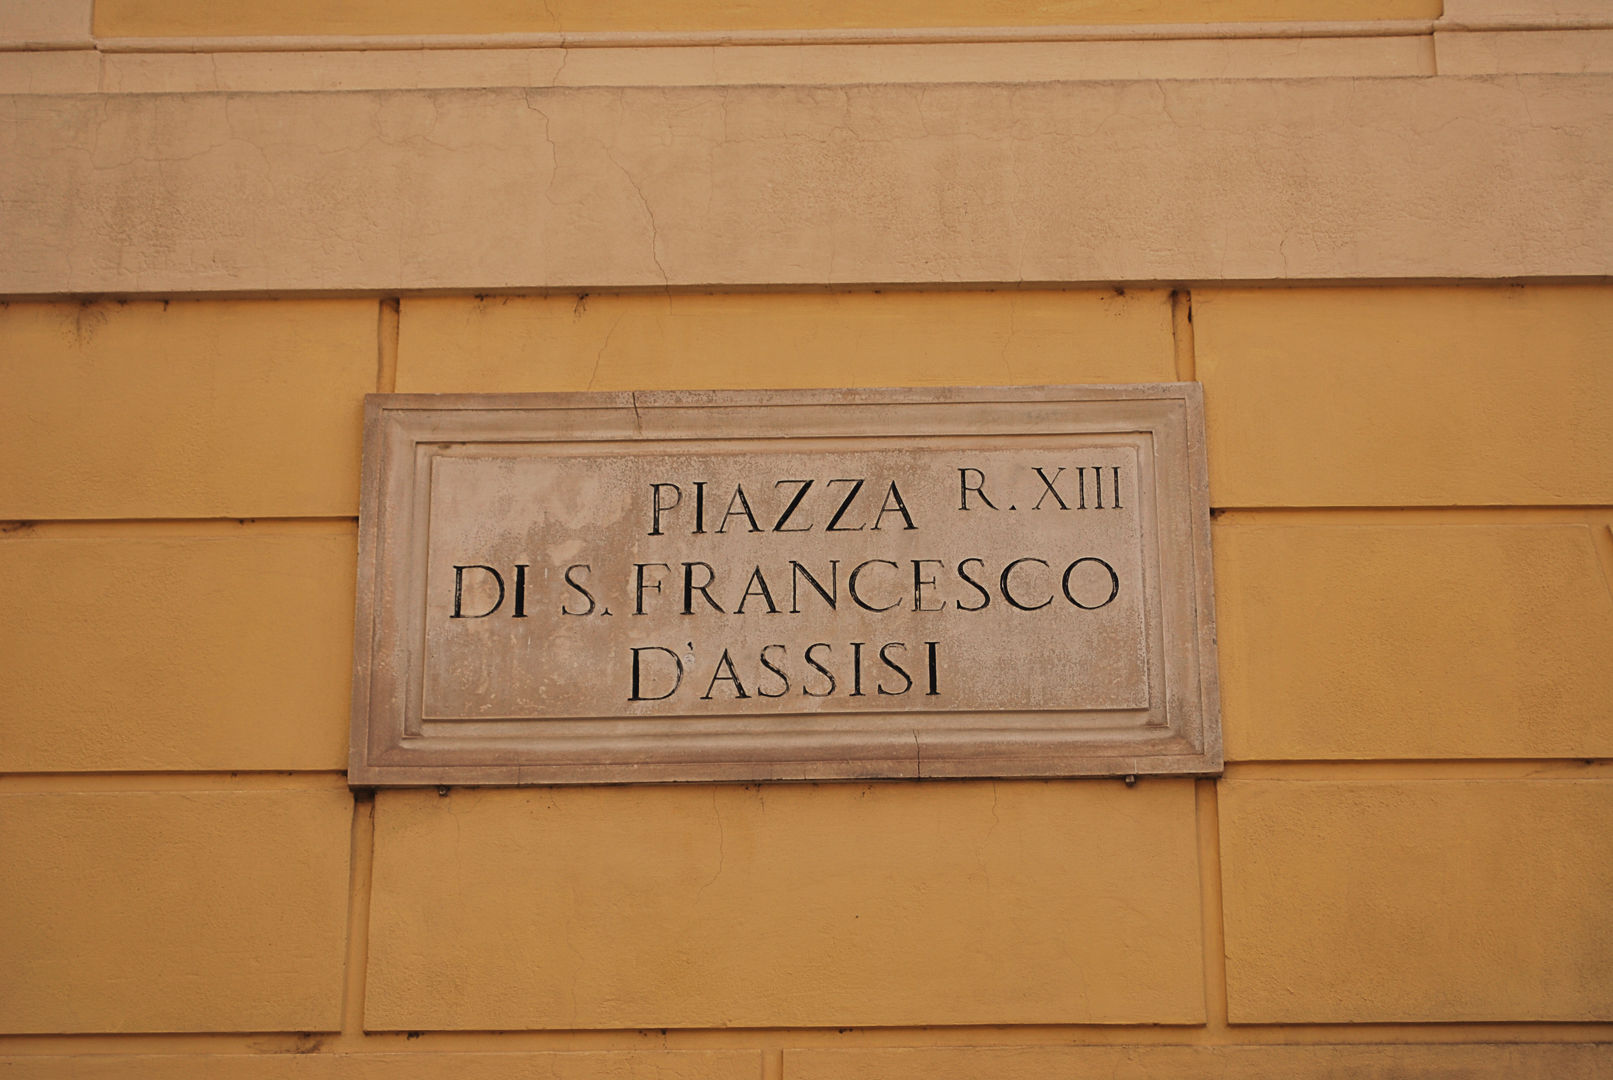 PIAZZA R. XIII
DI S. FRANCESCO
D'ASSISI